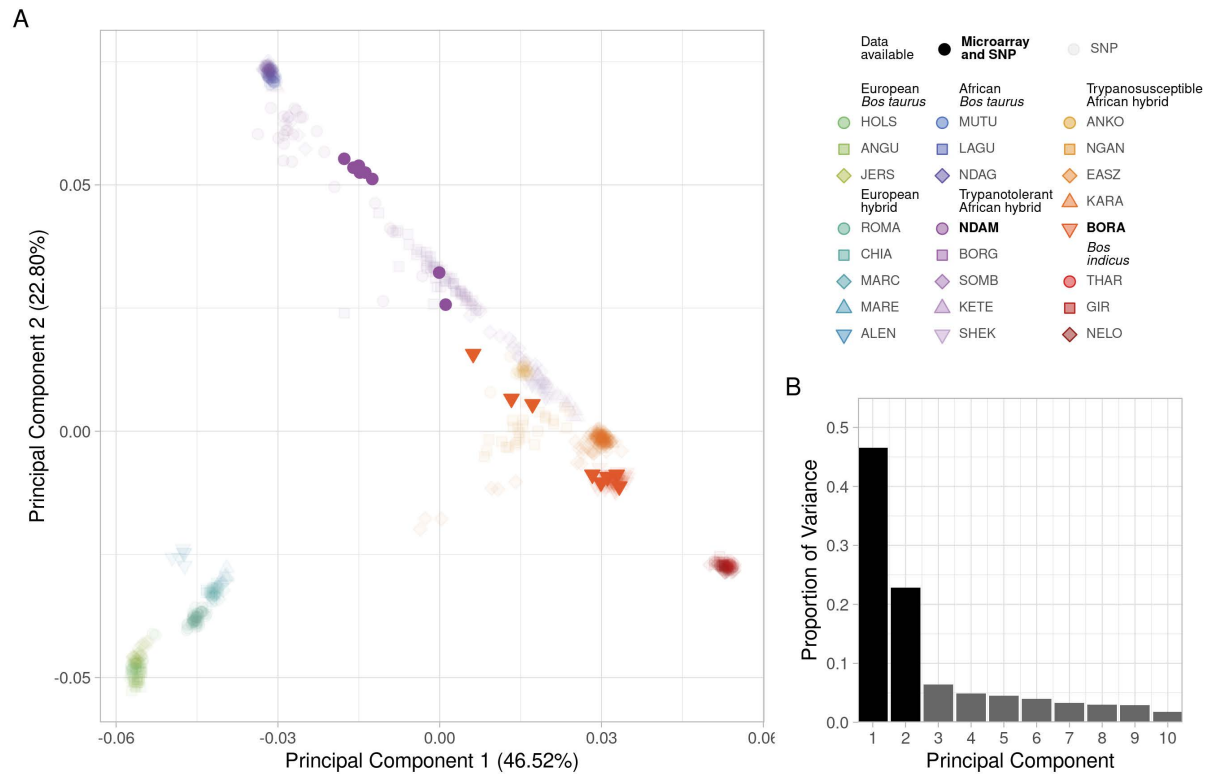 A
0.05
0.00
-0.05
-0.06
-0.03
0.00
0.03
0.06
Principal Component 1 (46.52%)
Principal Component 2 (22.80%)
Data
available
Microarray
and SNP
SNP
European
Bos taurus
HOLS
ANGU
JERS
European
hybrid
ROMA
CHIA
MARC
MARE
ALEN
African
Bos taurus
MUTU
LAGU
NDAG
Trypanotolerant
African hybrid
NDAM
BORG
SOMB
KETE
SHEK
Trypanosusceptible
African hybrid
ANKO
NGAN
EASZ
KARA
BORA
Bos
indicus
THAR
GIR
NELO
B
0.5
0.4
0.3
0.2
0.1
0.0
1 2 3 4 5 6 7 8 9 10
Principal Component
Proportion of Variance